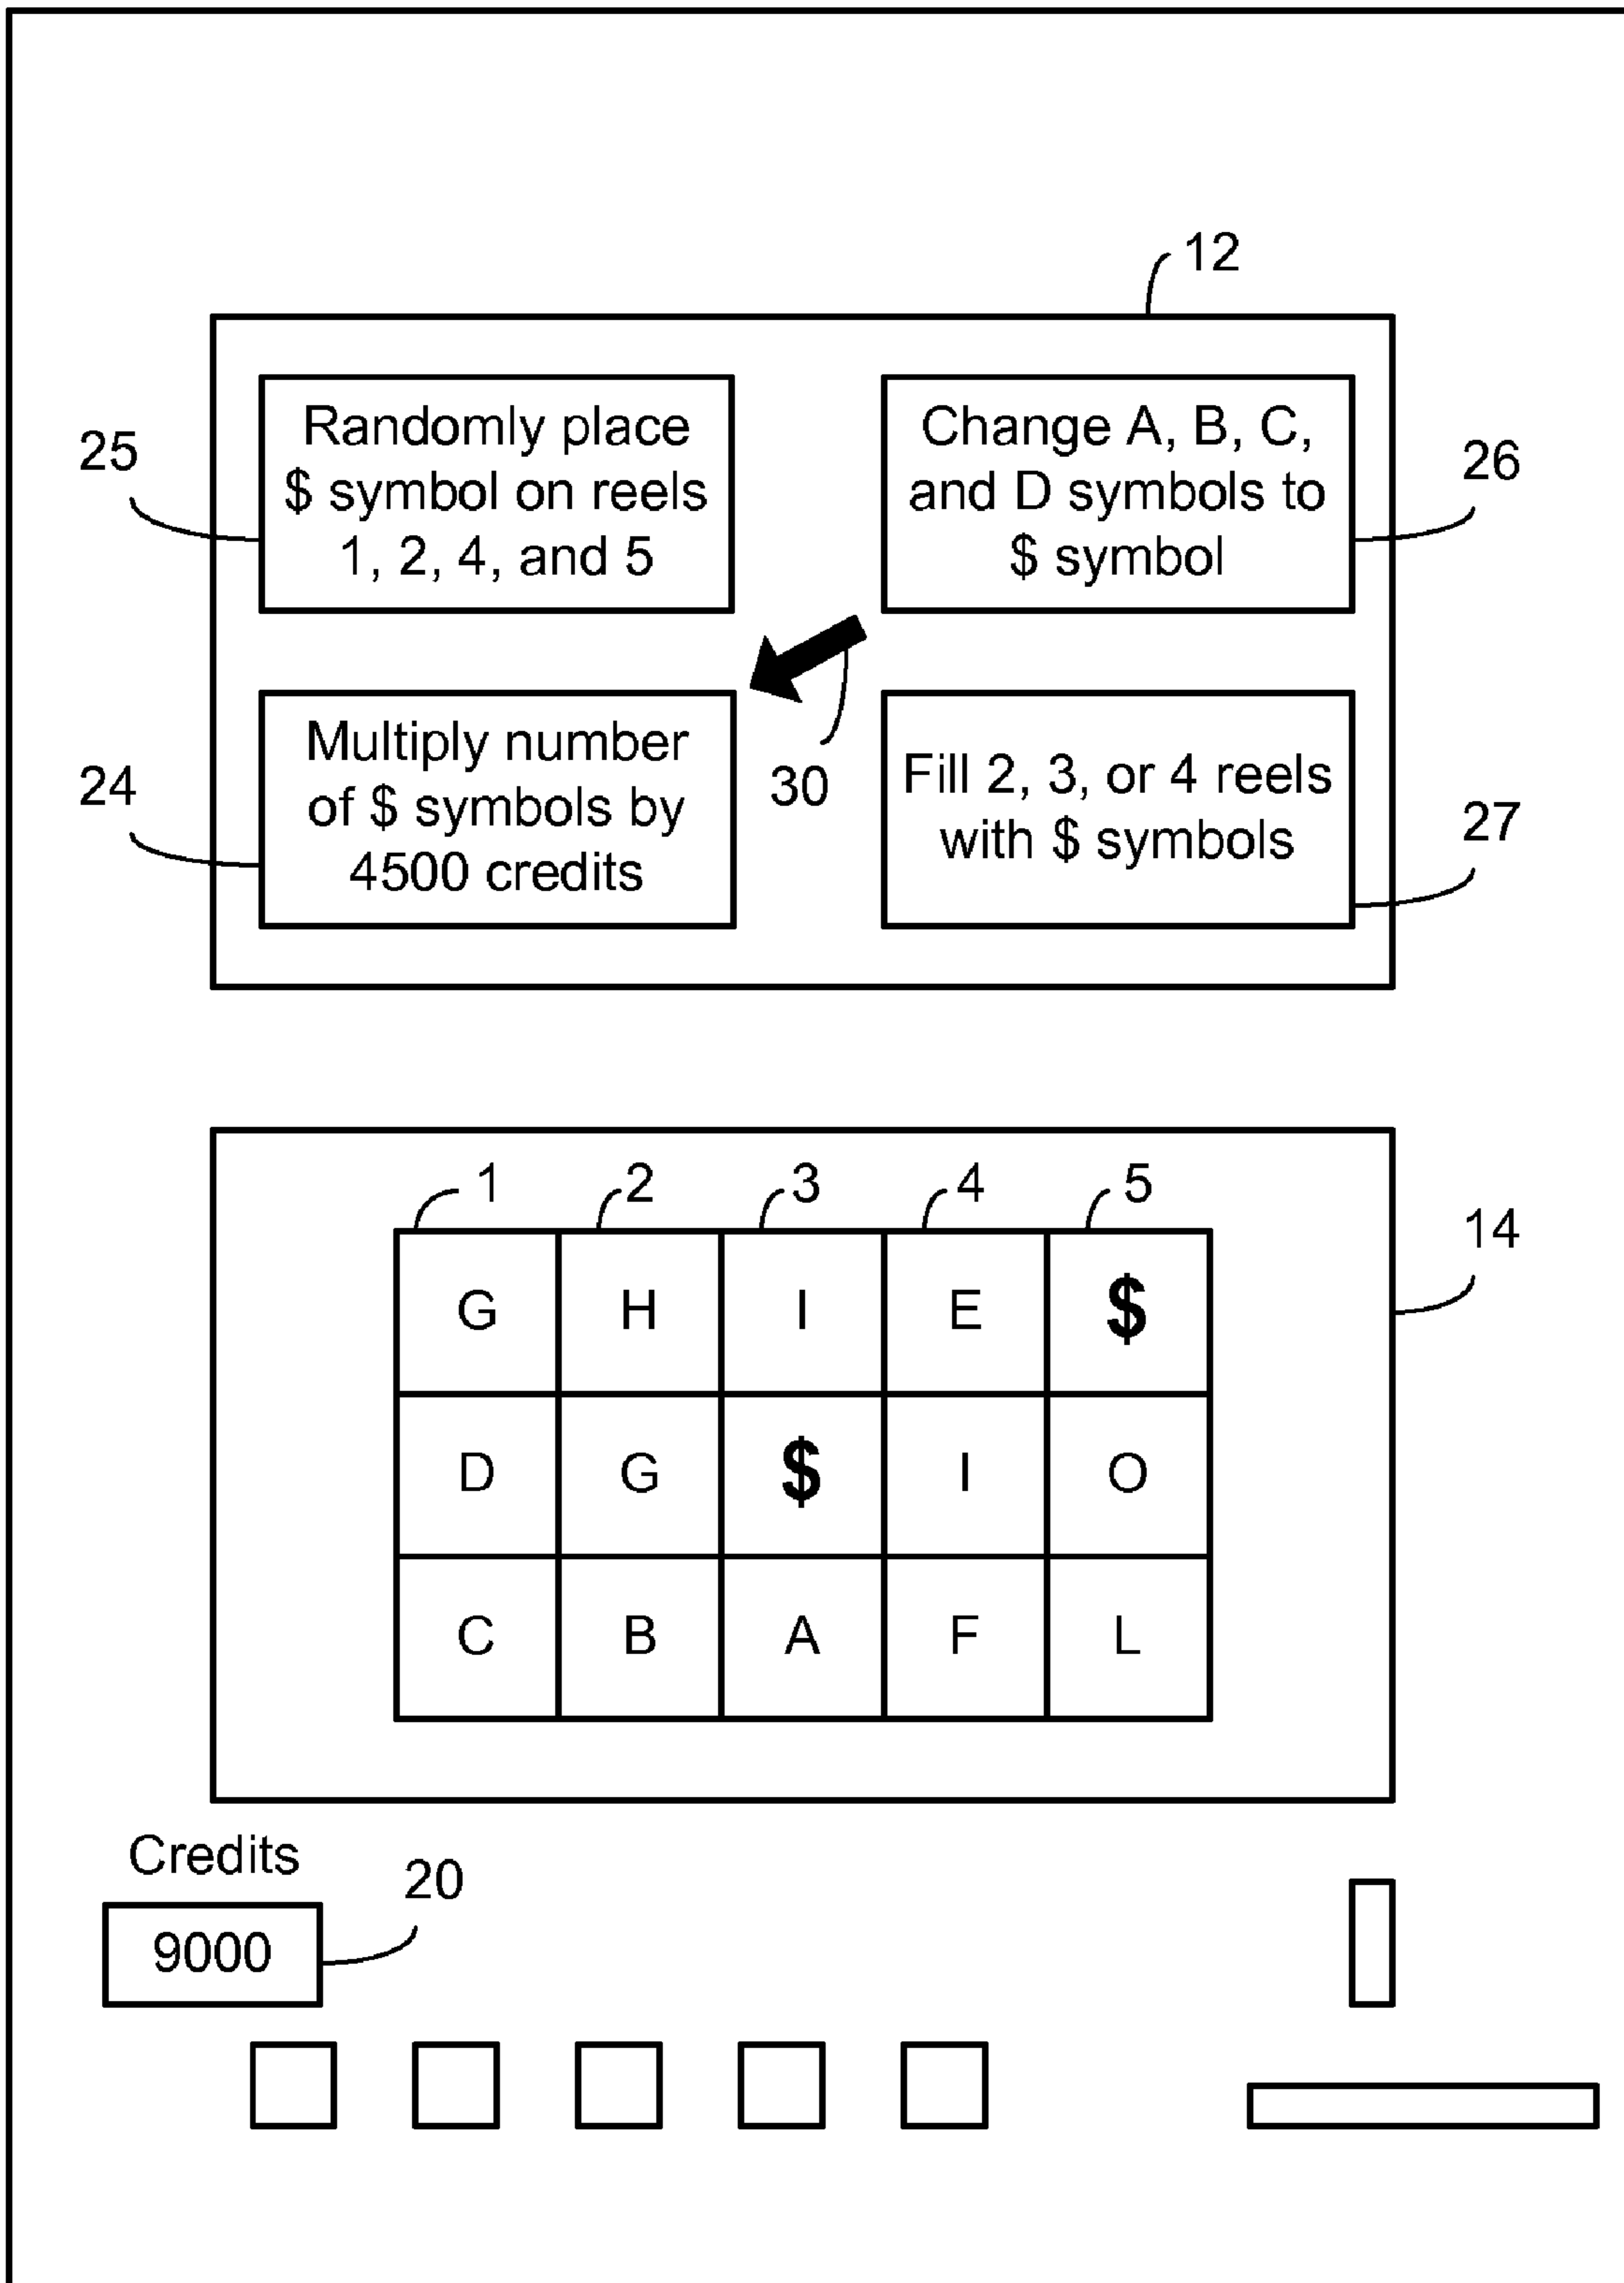 12
Randomly place
$ symbol on reels
1, 2, 4, and 5
25
Change A, B, C,
and D symbols to
$ symbol
26
Multiply number
of $ symbols by
4500 credits
24
30
Fill 2, 3, or 4 reels
with $ symbols
27
1 2 3 4 5
14
G H I E $
D G $ I O
C B A F L
Credits
20
9000